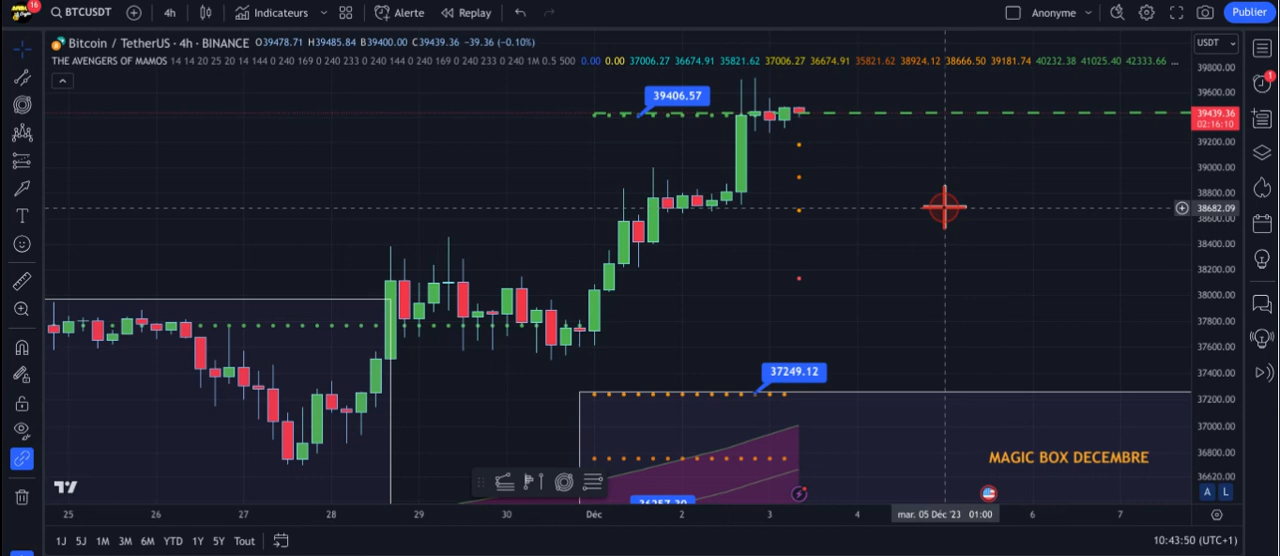 16 BTCUSDT 4h Indicateurs Alerte Replay Anonyme Publier
Bitcoin / TetherUS · 4h · BINANCE O39478.71 H39485.84 B39400.00 C39439.36 −39.36 (−0.10%)
USDT
THE AVENGERS OF MAMOS 14 14 20 25 20 14 144 0 240 169 0 240 233 0 240 144 0 240 169 0 240 233 0 240 1M 0.5 500 0.00 0.00 37006.27 36674.91 35821.62 37006.27 36674.91 35821.62 38924.12 38666.50 39181.74 40232.38 41025.40 42333.66 ...
39800.00
39600.00
39406.57
39439.36
02:16:10
39200.00
39000.00
38800.00
38682.09
38600.00
38400.00
38200.00
38000.00
37800.00
37600.00
37400.00
37249.12
37200.00
37000.00
MAGIC BOX DECEMBRE
36800.00
36620.00
36257.30
A L
25 26 27 28 29 30 Déc 2 3 4 mar. 05 Déc '23 01:00 6 7
1J 5J 1M 3M 6M YTD 1Y 5Y Tout
10:43:50 (UTC+1)